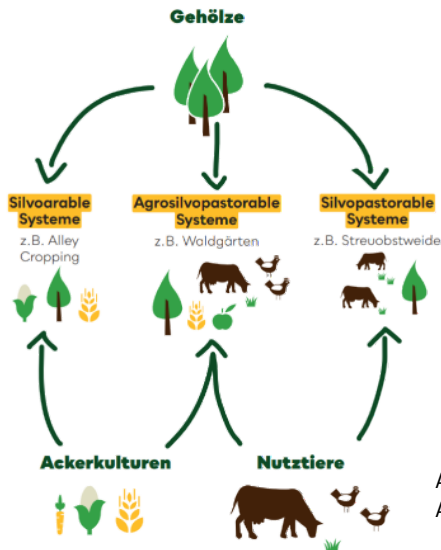 Gehölze
Silvoarable
Systeme
z.B. Alley
Cropping
Agrosilvopastorable
Systeme
z.B. Waldgärten
Silvopastorable
Systeme
z.B. Streuobstweide
Ackerkulturen
Nutztiere
A
A